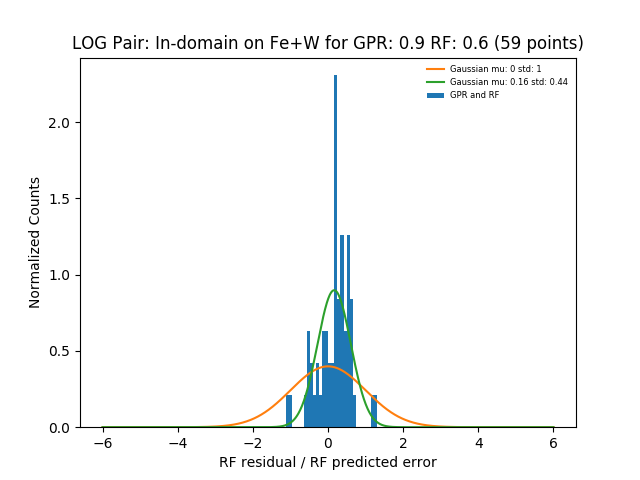 LOG Pair: In-domain on Fe+W for GPR: 0.9 RF: 0.6 (59 points)
Gaussian mu: 0 std: 1
Gaussian mu: 0.16 std: 0.44
GPR and RF
Normalized Counts
2.0
1.5
1.0
0.5
0.0
−6 −4 −2 0 2 4 6
RF residual / RF predicted error